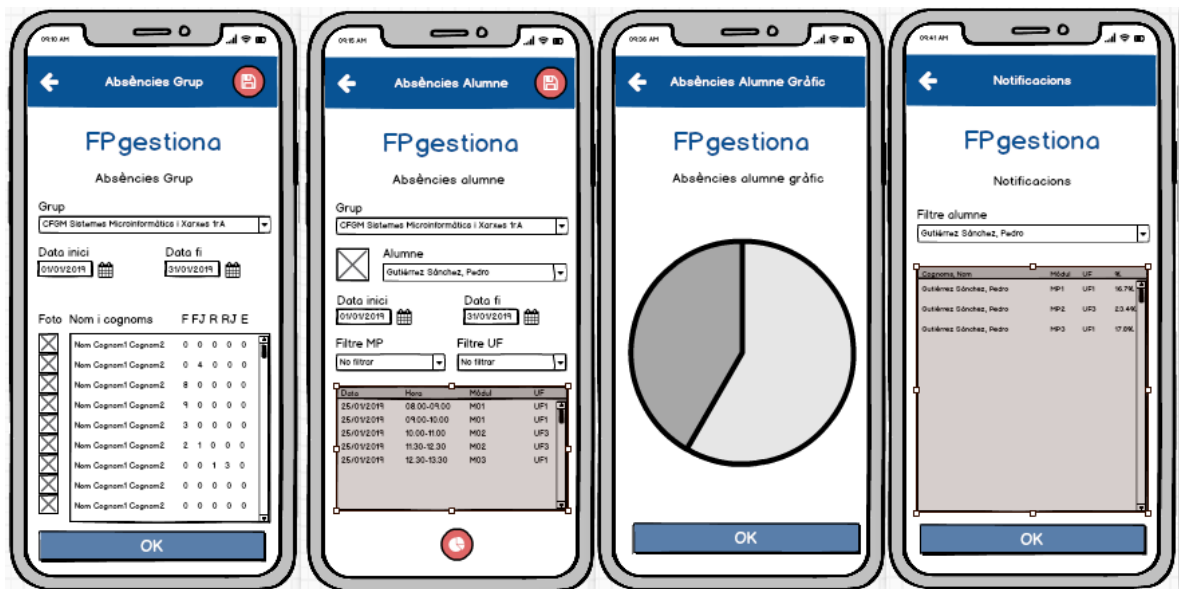 09:10 AM
Absències Grup
FPgestiona
Absències Grup
Grup
CFGM Sistemes Microinformàtics i Xarxes 1rA
Data inici Data fi
01/01/2019 31/01/2019
Foto Nom i cognoms F FJ R RJ E
Nom Cognom1 Cognom2 0 0 0 0 0
Nom Cognom1 Cognom2 0 4 0 0 0
Nom Cognom1 Cognom2 8 0 0 0 0
Nom Cognom1 Cognom2 9 0 0 0 0
Nom Cognom1 Cognom2 3 0 0 0 0
Nom Cognom1 Cognom2 2 1 0 0 0
Nom Cognom1 Cognom2 0 0 1 3 0
Nom Cognom1 Cognom2 0 0 0 0 0
Nom Cognom1 Cognom2 0 0 0 0 0
OK
09:15 AM
Absències Alumne
FPgestiona
Absències alumne
Grup
CFGM Sistemes Microinformàtics i Xarxes 1rA
Alumne
Gutiérrez Sánchez, Pedro
Data inici Data fi
01/01/2019 31/01/2019
Filtre MP Filtre UF
No filtrar No filtrar
Data Hora Mòdul UF
25/01/2019 08.00-09.00 M01 UF1
25/01/2019 09.00-10.00 M01 UF1
25/01/2019 10.00-11.00 M02 UF3
25/01/2019 11.30-12.30 M02 UF3
25/01/2019 12.30-13.30 M03 UF1
09:36 AM
Absències Alumne Gràfic
FPgestiona
Absències alumne gràfic
OK
09:41 AM
Notificacions
FPgestiona
Notificacions
Filtre alumne
Gutiérrez Sánchez, Pedro
Cognoms, Nom Mòdul UF %
Gutiérrez Sánchez, Pedro MP1 UF1 16.7%
Gutiérrez Sánchez, Pedro MP2 UF3 23.4%
Gutiérrez Sánchez, Pedro MP3 UF1 17.8%
OK